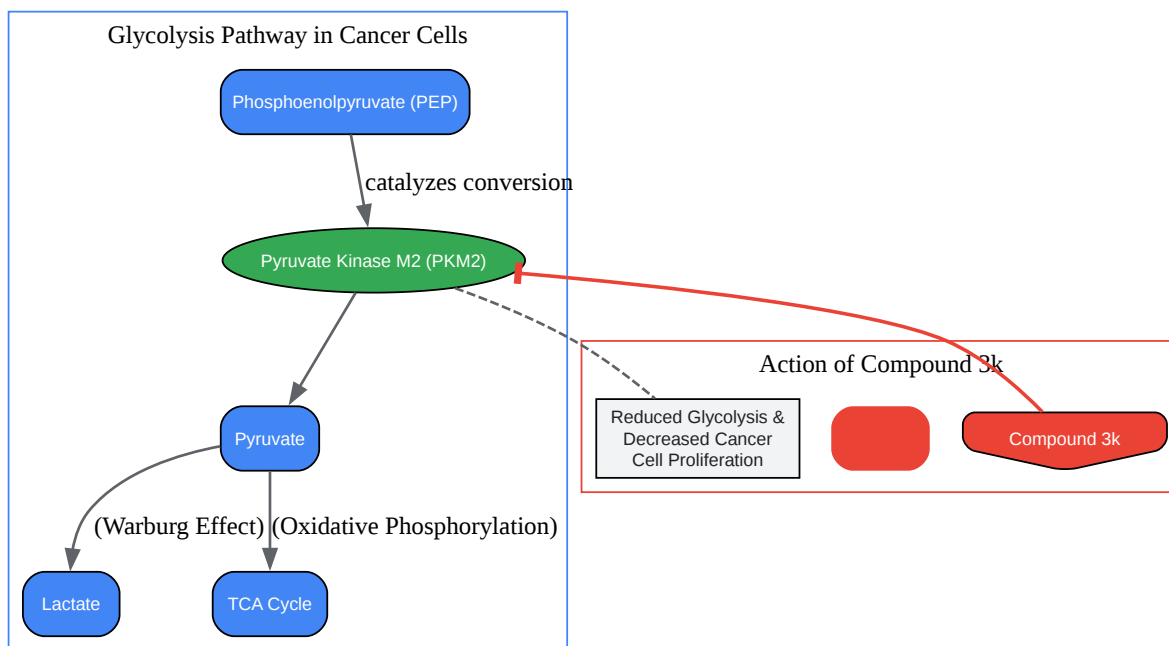 Glycolysis Pathway in Cancer Cells
Phosphoenolpyruvate (PEP)
catalyzes conversion
Pyruvate Kinase M2 (PKM2)
Action of Compound 3k
Reduced Glycolysis &
Decreased Cancer
Cell Proliferation
Compound 3k
Pyruvate
(Warburg Effect)
(Oxidative Phosphorylation)
Lactate
TCA Cycle